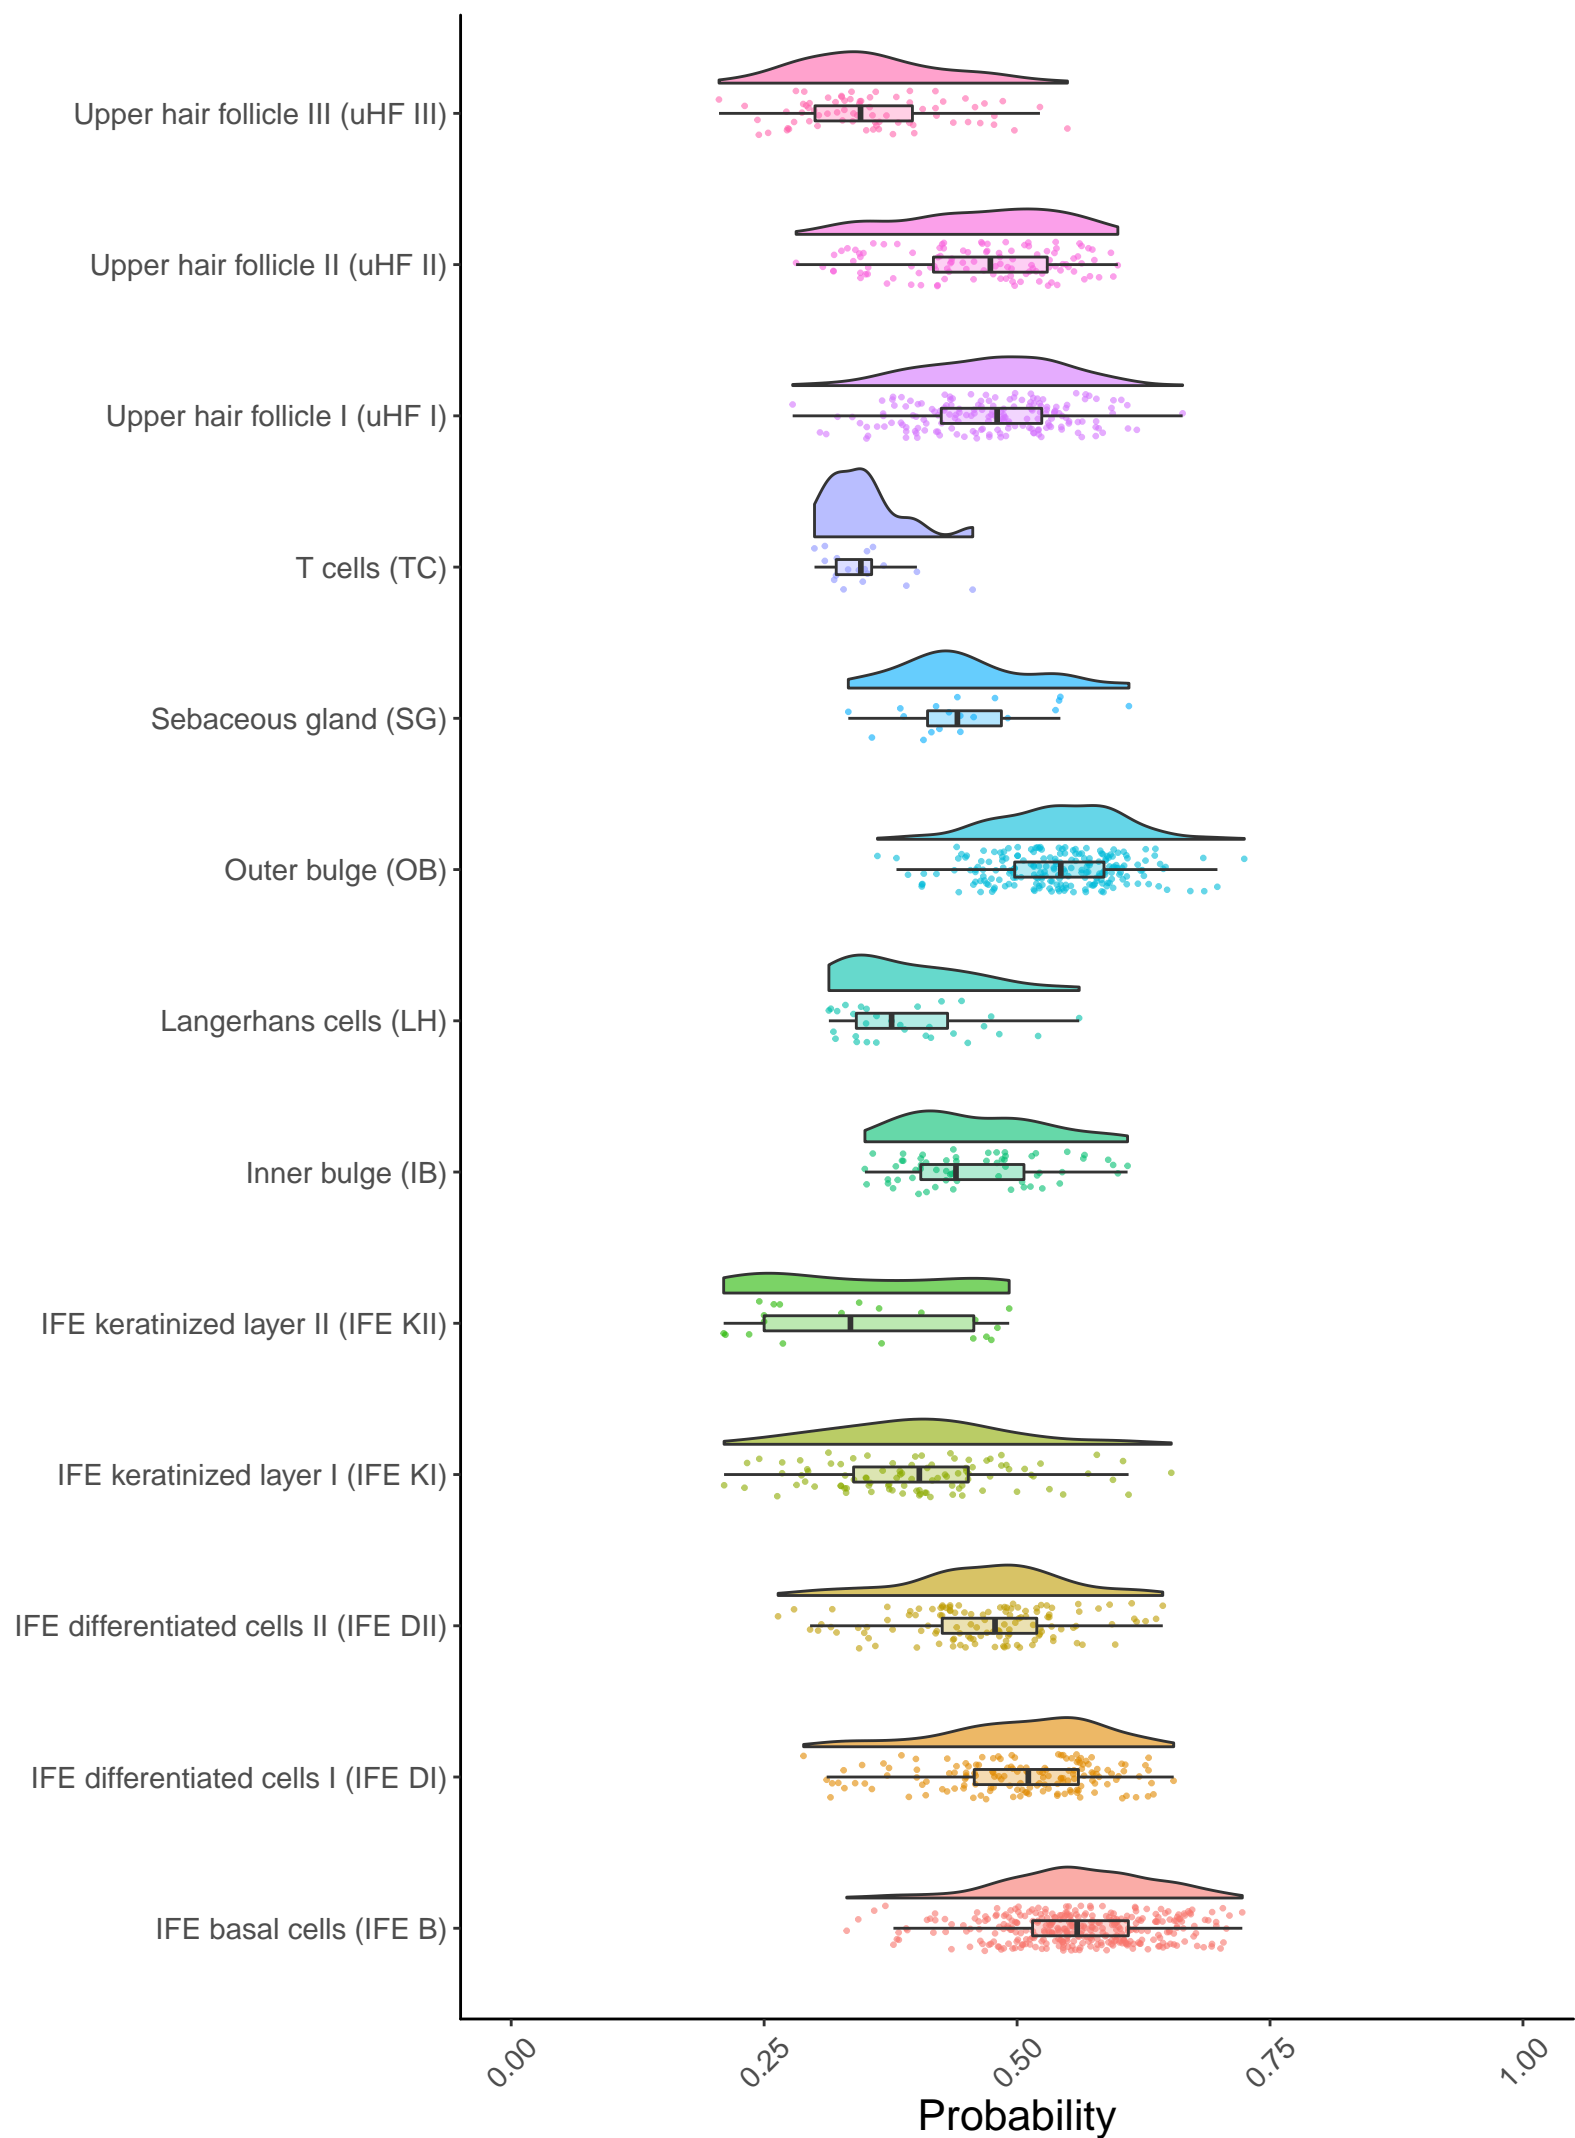 Upper hair follicle III (uHF III)
Upper hair follicle II (uHF II)
Upper hair follicle I (uHF I)
T cells (TC)
Sebaceous gland (SG)
Outer bulge (OB)
Langerhans cells (LH)
Inner bulge (IB)
IFE keratinized layer II (IFE KII)
IFE keratinized layer I (IFE KI)
IFE differentiated cells II (IFE DII)
IFE differentiated cells I (IFE DI)
IFE basal cells (IFE B)
0.00 0.25 0.50 0.75 1.00
Probability